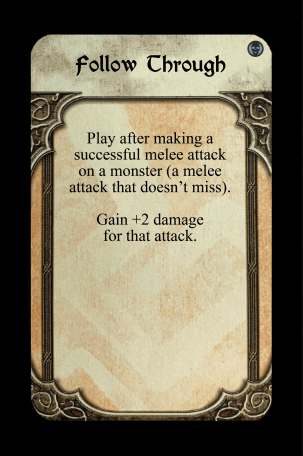 Follow Through
Play after making a
successful melee attack
on a monster (a melee
attack that doesn't miss).
Gain +2 damage
for that attack.